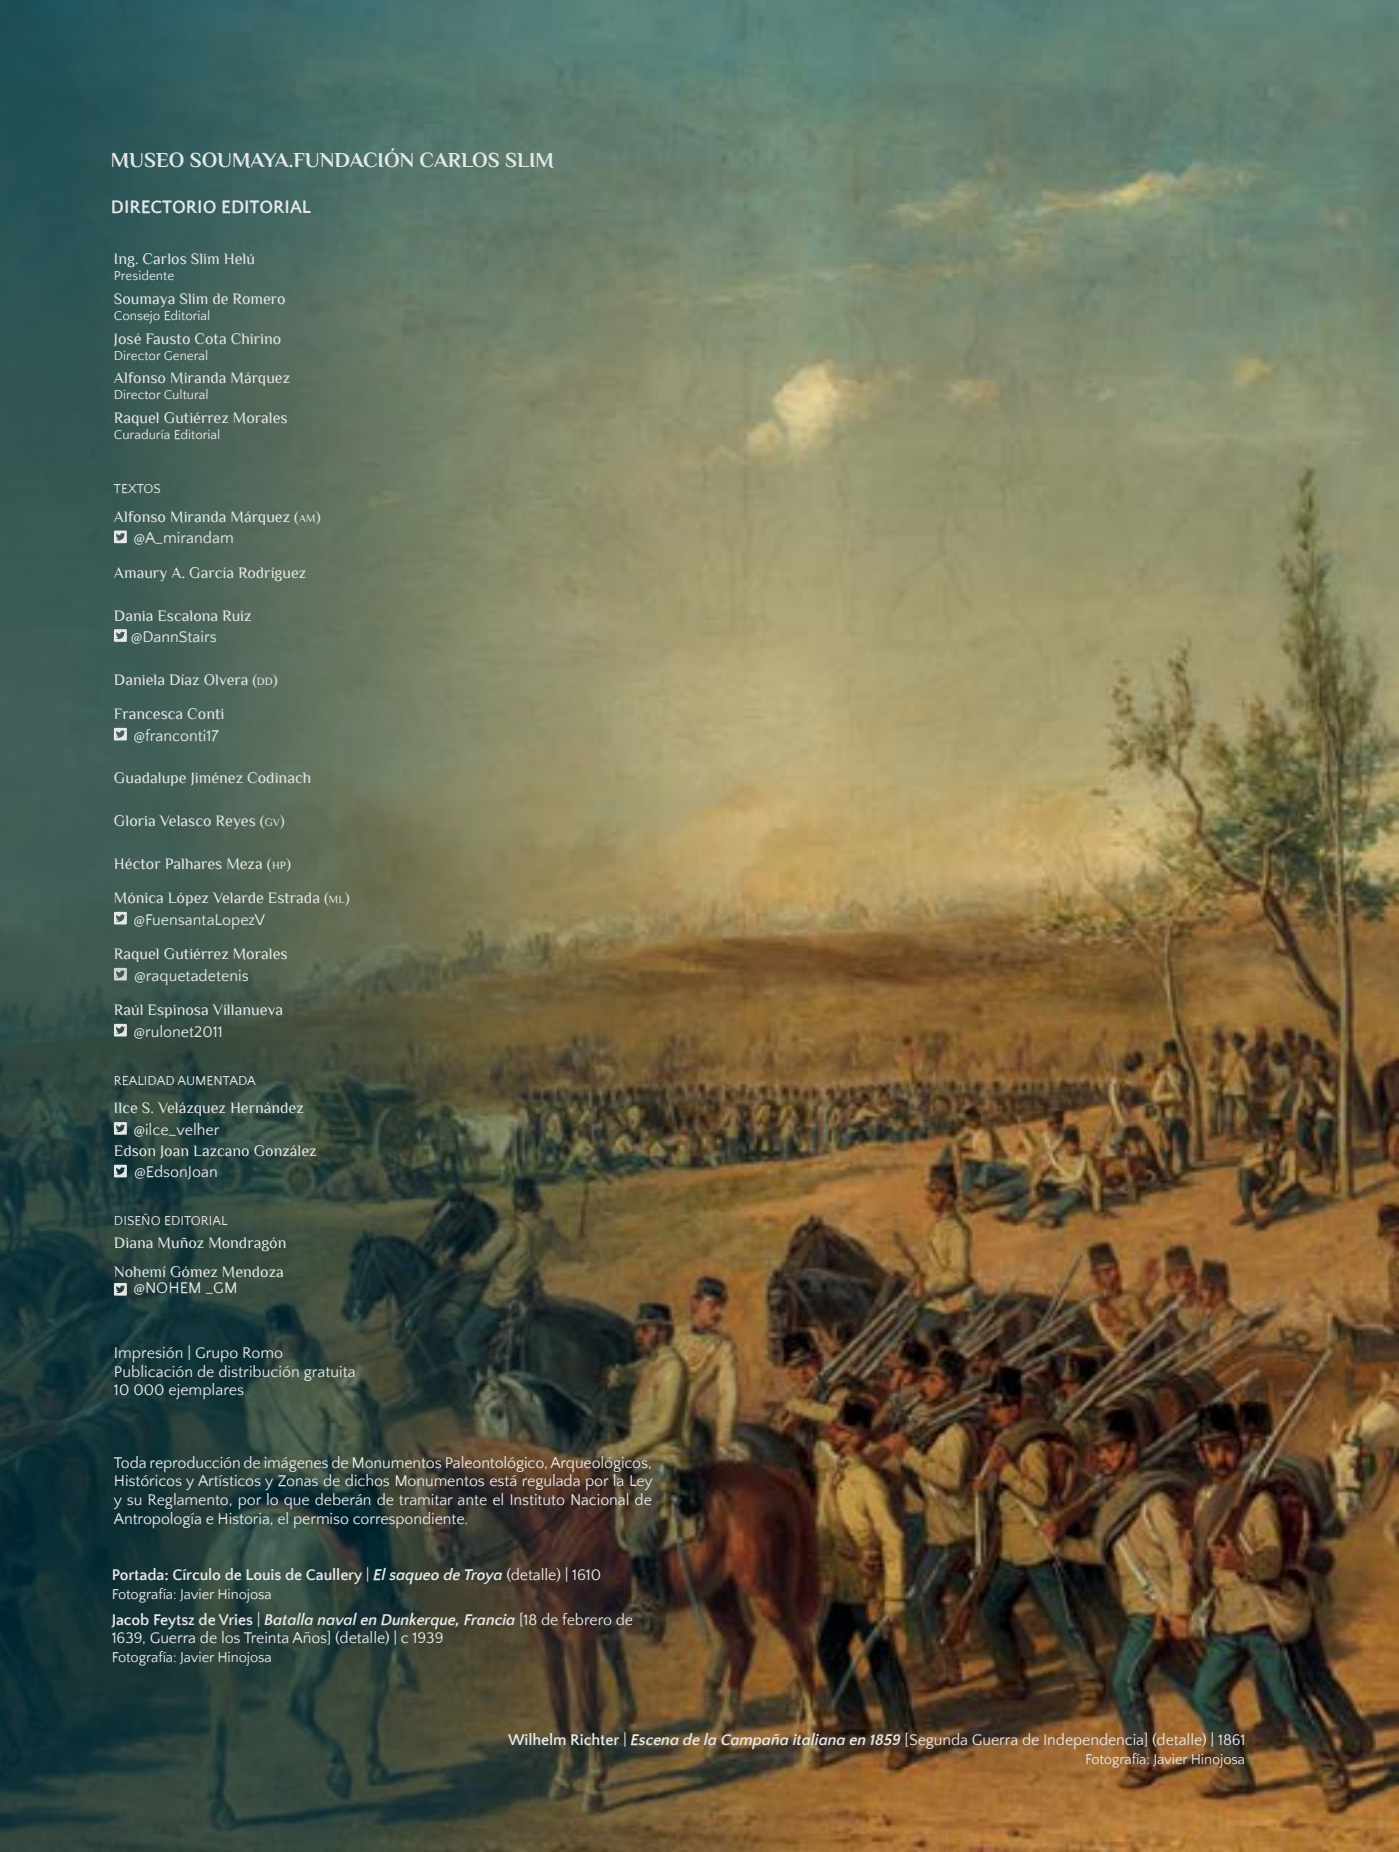 MUSEO SOUMAYA.FUNDACIÓN CARLOS SLIM
DIRECTORIO EDITORIAL
Ing. Carlos Slim Helú
Presidente
Soumaya Slim de Romero
Consejo Editorial
José Fausto Cota Chirino
Director General
Alfonso Miranda Márquez
Director Cultural
Raquel Gutiérrez Morales
Curaduría Editorial
TEXTOS
Alfonso Miranda Márquez (AM)
@A_mirandam
Amaury A. García Rodríguez
Dania Escalona Ruiz
@DannStairs
Daniela Díaz Olvera (DD)
Francesca Conti
@franconti17
Guadalupe Jiménez Codinach
Gloria Velasco Reyes (GV)
Héctor Palhares Meza (HP)
Mónica López Velarde Estrada (ML)
@FuensantaLopezV
Raquel Gutiérrez Morales
@raquetadetenis
Raúl Espinosa Villanueva
@rulonet2011
REALIDAD AUMENTADA
Ilce S. Velázquez Hernández
@ilce_velher
Edson Joan Lazcano González
@EdsonJoan
DISEÑO EDITORIAL
Diana Muñoz Mondragón
Nohemí Gómez Mendoza
@NOHEM _GM
Impresión | Grupo Romo
Publicación de distribución gratuita
10 000 ejemplares
Toda reproducción de imágenes de Monumentos Paleontológico, Arqueológicos,
Históricos y Artísticos y Zonas de dichos Monumentos está regulada por la Ley
y su Reglamento, por lo que deberán de tramitar ante el Instituto Nacional de
Antropología e Historia, el permiso correspondiente.
Portada: Círculo de Louis de Caullery | El saqueo de Troya (detalle) | 1610
Fotografía: Javier Hinojosa
Jacob Feytsz de Vries | Batalla naval en Dunkerque, Francia [18 de febrero de
1639, Guerra de los Treinta Años] (detalle) | c 1939
Fotografía: Javier Hinojosa
Wilhelm Richter | Escena de la Campaña italiana en 1859 [Segunda Guerra de Independencia] (detalle) | 1861
Fotografía: Javier Hinojosa